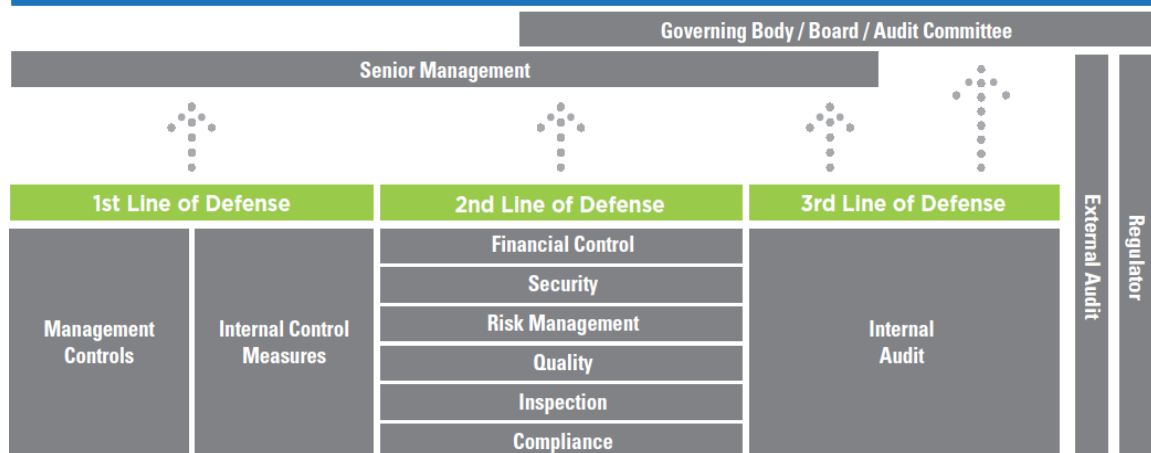 Governing Body / Board / Audit Committee
Senior Management
1st Line of Defense
2nd Line of Defense
3rd Line of Defense
Management
Controls
Internal Control
Measures
Financial Control
Security
Risk Management
Quality
Inspection
Compliance
Internal
Audit
External Audit
Regulator